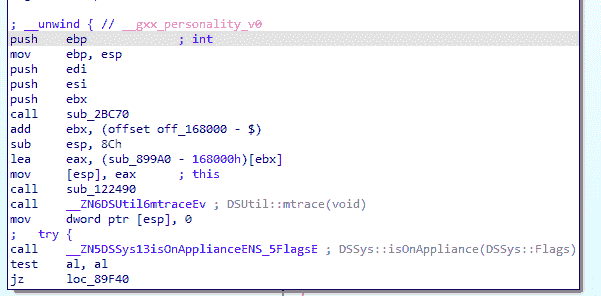 ; __unwind { // __gxx_personality_v0
push ebp ; int
mov ebp, esp
push edi
push esi
push ebx
call sub_2BC70
add ebx, (offset off_168000 - $)
sub esp, 8Ch
lea eax, (sub_899A0 - 168000h)[ebx]
mov [esp], eax ; this
call sub_122490
call __ZN6DSUtil6mtraceEv ; DSUtil::mtrace(void)
mov dword ptr [esp], 0
; try {
call __ZN5DSSys13isOnApplianceENS_5FlagsE ; DSSys::isOnAppliance(DSSys::Flags)
test al, al
jz loc_89F40